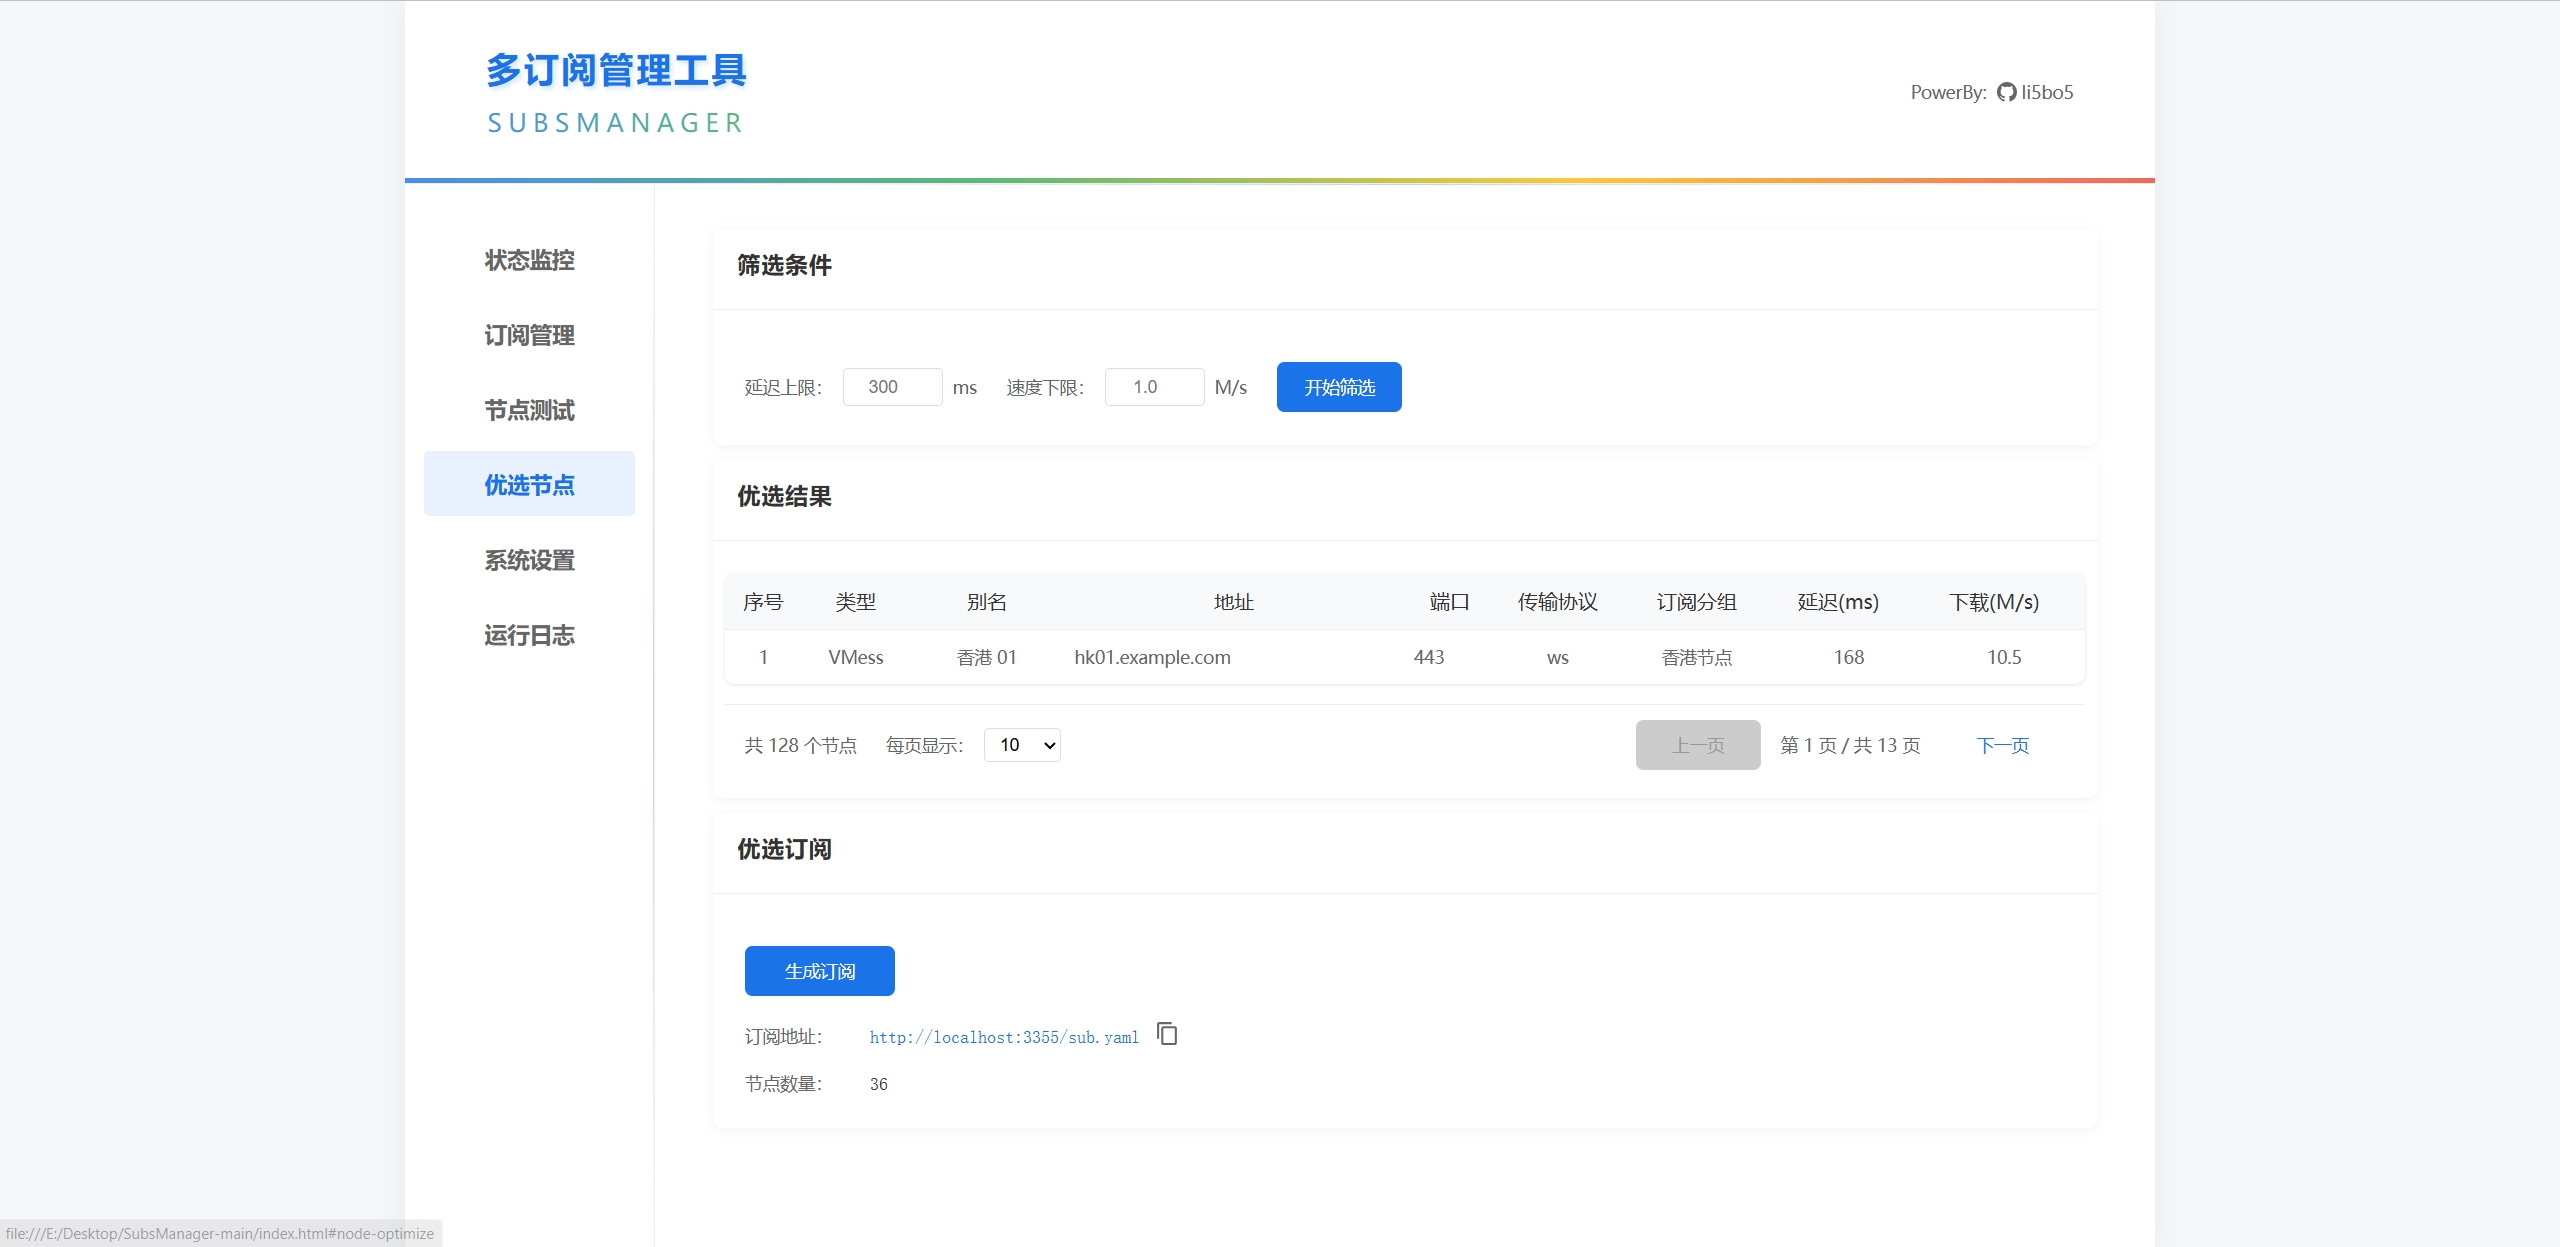 多订阅管理工具
SUBSMANAGER
PowerBy: li5bo5
状态监控
订阅管理
节点测试
优选节点
系统设置
运行日志
筛选条件
延迟上限： 300 ms 速度下限： 1.0 M/s 开始筛选
优选结果
序号 类型 别名 地址 端口 传输协议 订阅分组 延迟(ms) 下载(M/s)
1 VMess 香港 01 hk01.example.com 443 ws 香港节点 168 10.5
共 128 个节点 每页显示： 10 上一页 第 1 页 / 共 13 页 下一页
优选订阅
生成订阅
订阅地址： http://localhost:3355/sub.yaml
节点数量： 36
file:///E:/Desktop/SubsManager-main/index.html#node-optimize